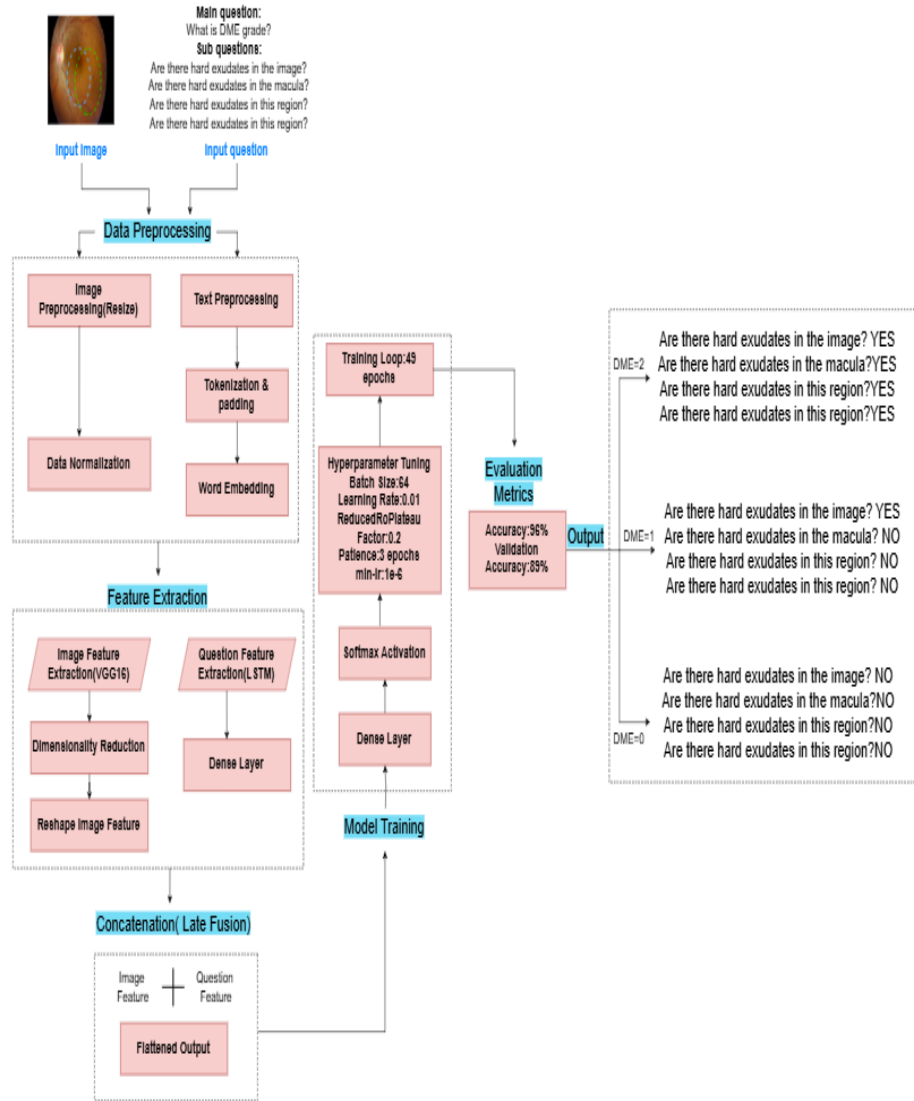 Main question:
What is DME grade?
Sub questions:
Are there hard exudates in the image?
Are there hard exudates in the macula?
Are there hard exudates in this region?
Are there hard exudates in this region?
Input Image
Input question
Data Preprocessing
Image
Preprocessing(Resize)
Data Normalization
Text Preprocessing
Tokenization &
padding
Word Embedding
Feature Extraction
Image Feature
Extraction(VGG16)
Dimensionality Reduction
Reshape Image Feature
Question Feature
Extraction(LSTM)
Dense Layer
Concatenation( Late Fusion)
Image
Feature
+
Question
Feature
Flattened Output
Model Training
Dense Layer
Softmax Activation
Hyperparameter Tuning
Batch Size:64
Learning Rate:0.01
ReducedRoPlateau
Factor:0.2
Patience:3 epochs
min-lr:1e-6
Training Loop:49
epochs
Evaluation
Metrics
Accuracy:96%
Validation
Accuracy:89%
Output
DME=2
Are there hard exudates in the image? YES
Are there hard exudates in the macula?YES
Are there hard exudates in this region?YES
Are there hard exudates in this region?YES
DME=1
Are there hard exudates in the image? YES
Are there hard exudates in the macula? NO
Are there hard exudates in this region? NO
Are there hard exudates in this region? NO
DME=0
Are there hard exudates in the image? NO
Are there hard exudates in the macula?NO
Are there hard exudates in this region?NO
Are there hard exudates in this region?NO